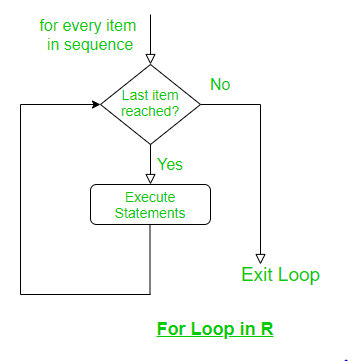 for every item
in sequence
Last item
reached?
No
Yes
Execute
Statements
Exit Loop
For Loop in R